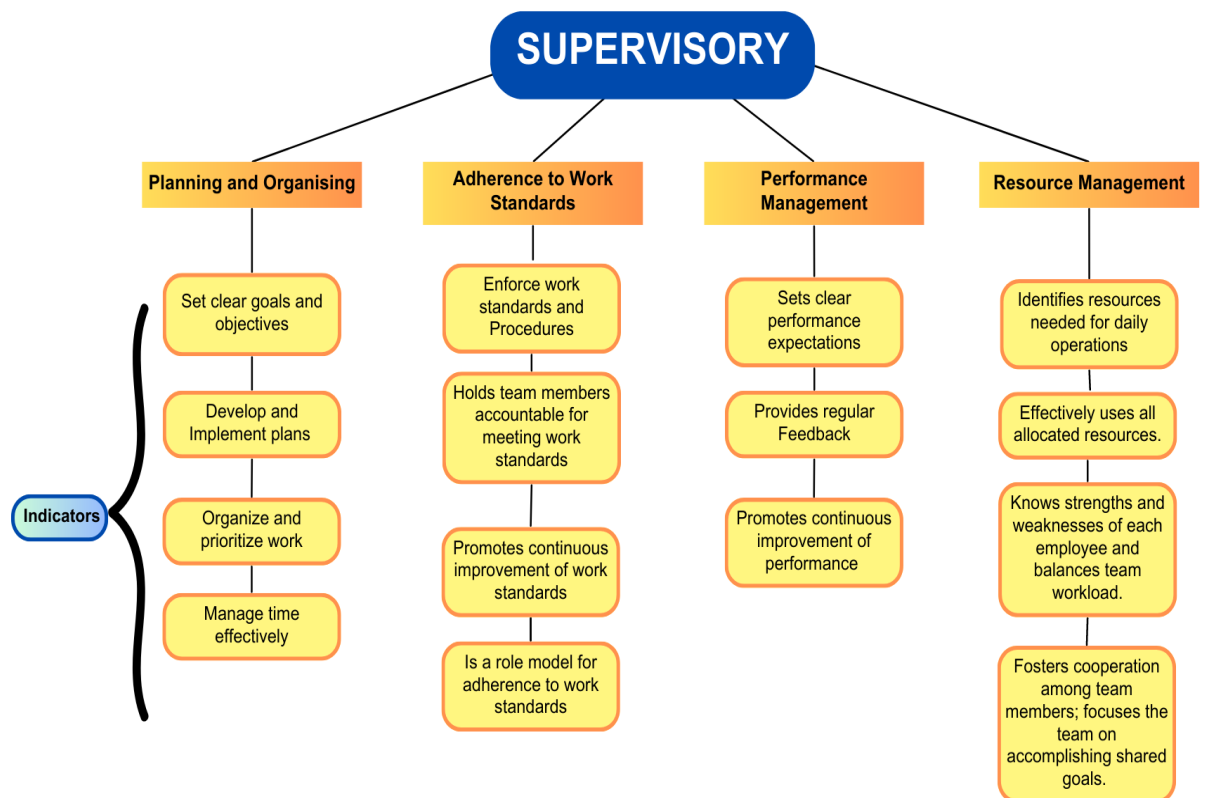 SUPERVISORY
Planning and Organising
Set clear goals and
objectives
Develop and
Implement plans
Organize and
prioritize work
Manage time
effectively
Indicators
Adherence to Work
Standards
Enforce work
standards and
Procedures
Holds team members
accountable for
meeting work
standards
Promotes continuous
improvement of work
standards
Is a role model for
adherence to work
standards
Performance
Management
Sets clear
performance
expectations
Provides regular
Feedback
Promotes continuous
improvement of
performance
Resource Management
Identifies resources
needed for daily
operations
Effectively uses all
allocated resources.
Knows strengths and
weaknesses of each
employee and
balances team
workload.
Fosters cooperation
among team
members; focuses the
team on
accomplishing shared
goals.